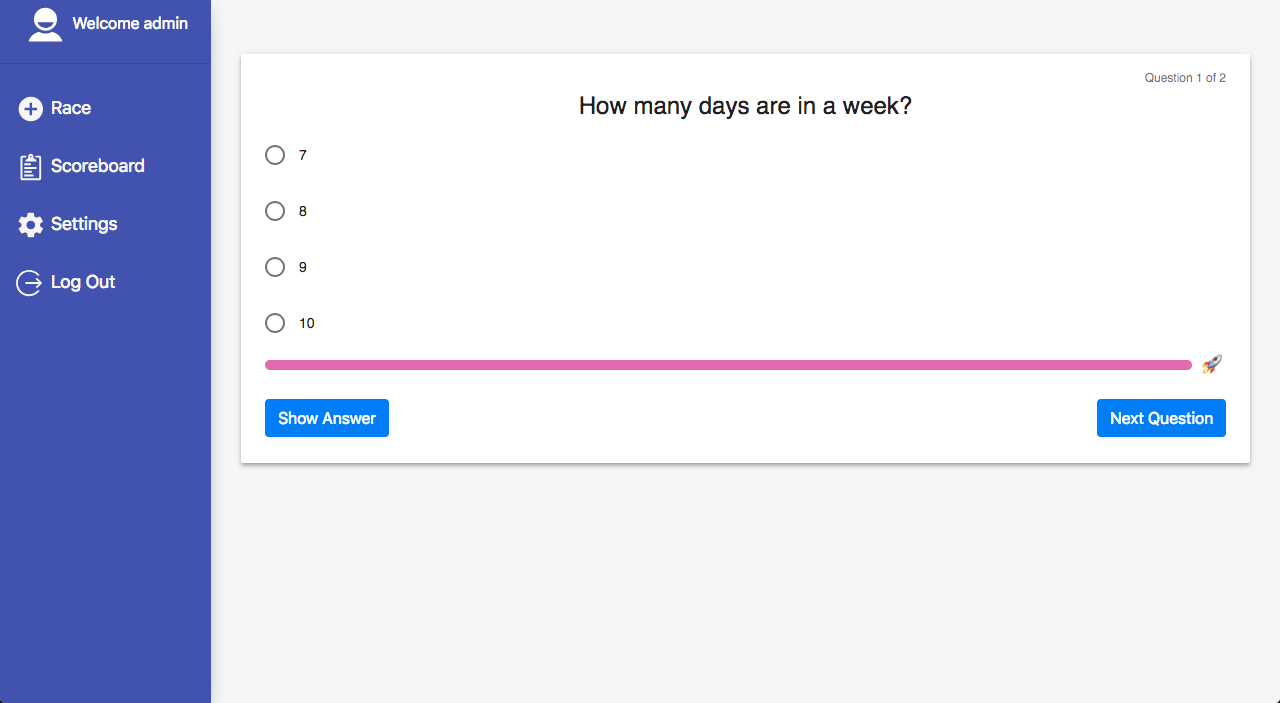 Welcome admin
Race
Scoreboard
Settings
Log Out
Question 1 of 2
How many days are in a week?
7
8
9
10
Show Answer
Next Question